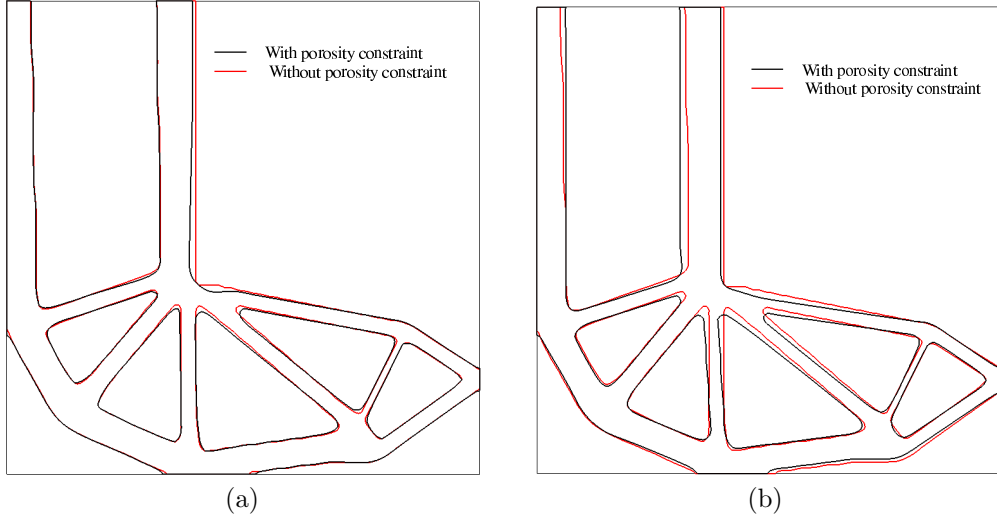 With porosity constraint
Without porosity constraint
With porosity constraint
Without porosity constraint
(a)
(b)